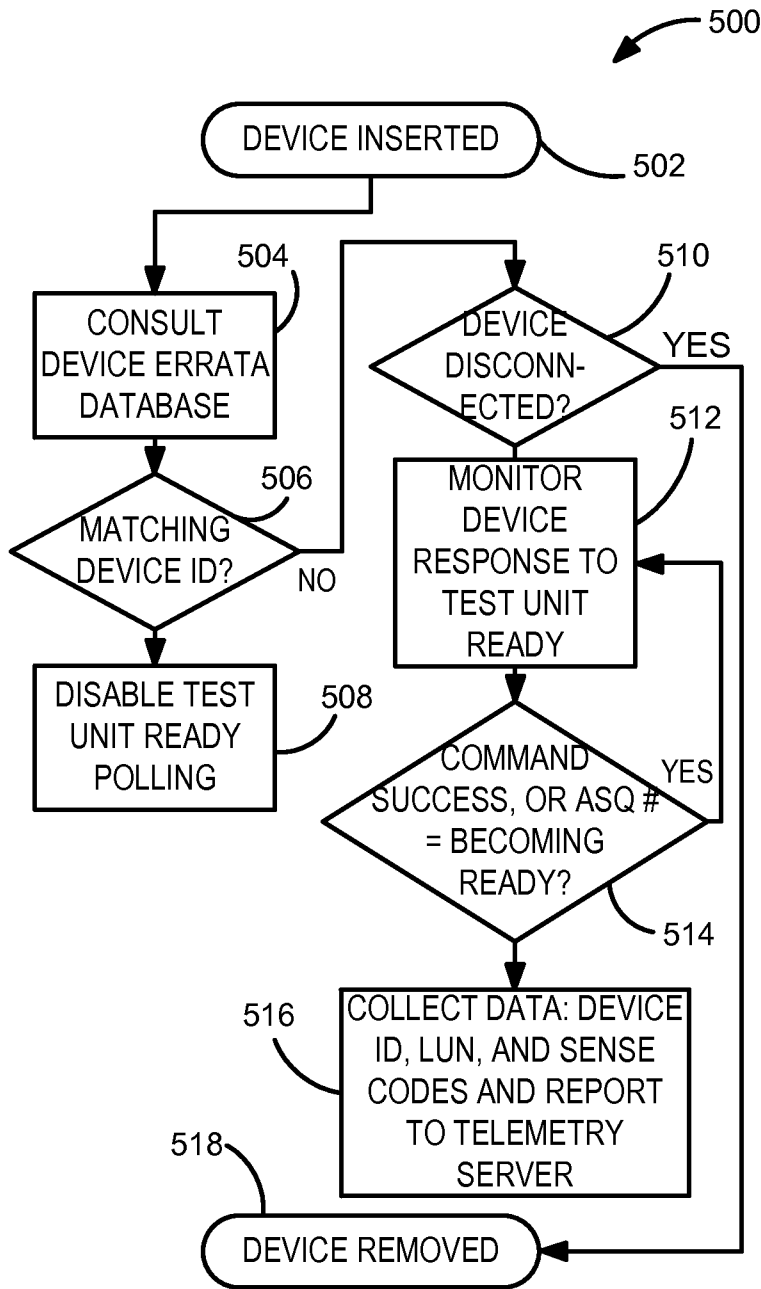 500
DEVICE INSERTED
502
504
CONSULT
DEVICE ERRATA
DATABASE
506
MATCHING
DEVICE ID?
NO
DISABLE TEST
UNIT READY
POLLING
508
510
DEVICE
DISCONN-
ECTED?
YES
512
MONITOR
DEVICE
RESPONSE TO
TEST UNIT
READY
COMMAND
SUCCESS, OR ASQ #
= BECOMING
READY?
YES
514
516
COLLECT DATA: DEVICE
ID, LUN, AND SENSE
CODES AND REPORT
TO TELEMETRY
SERVER
518
DEVICE REMOVED